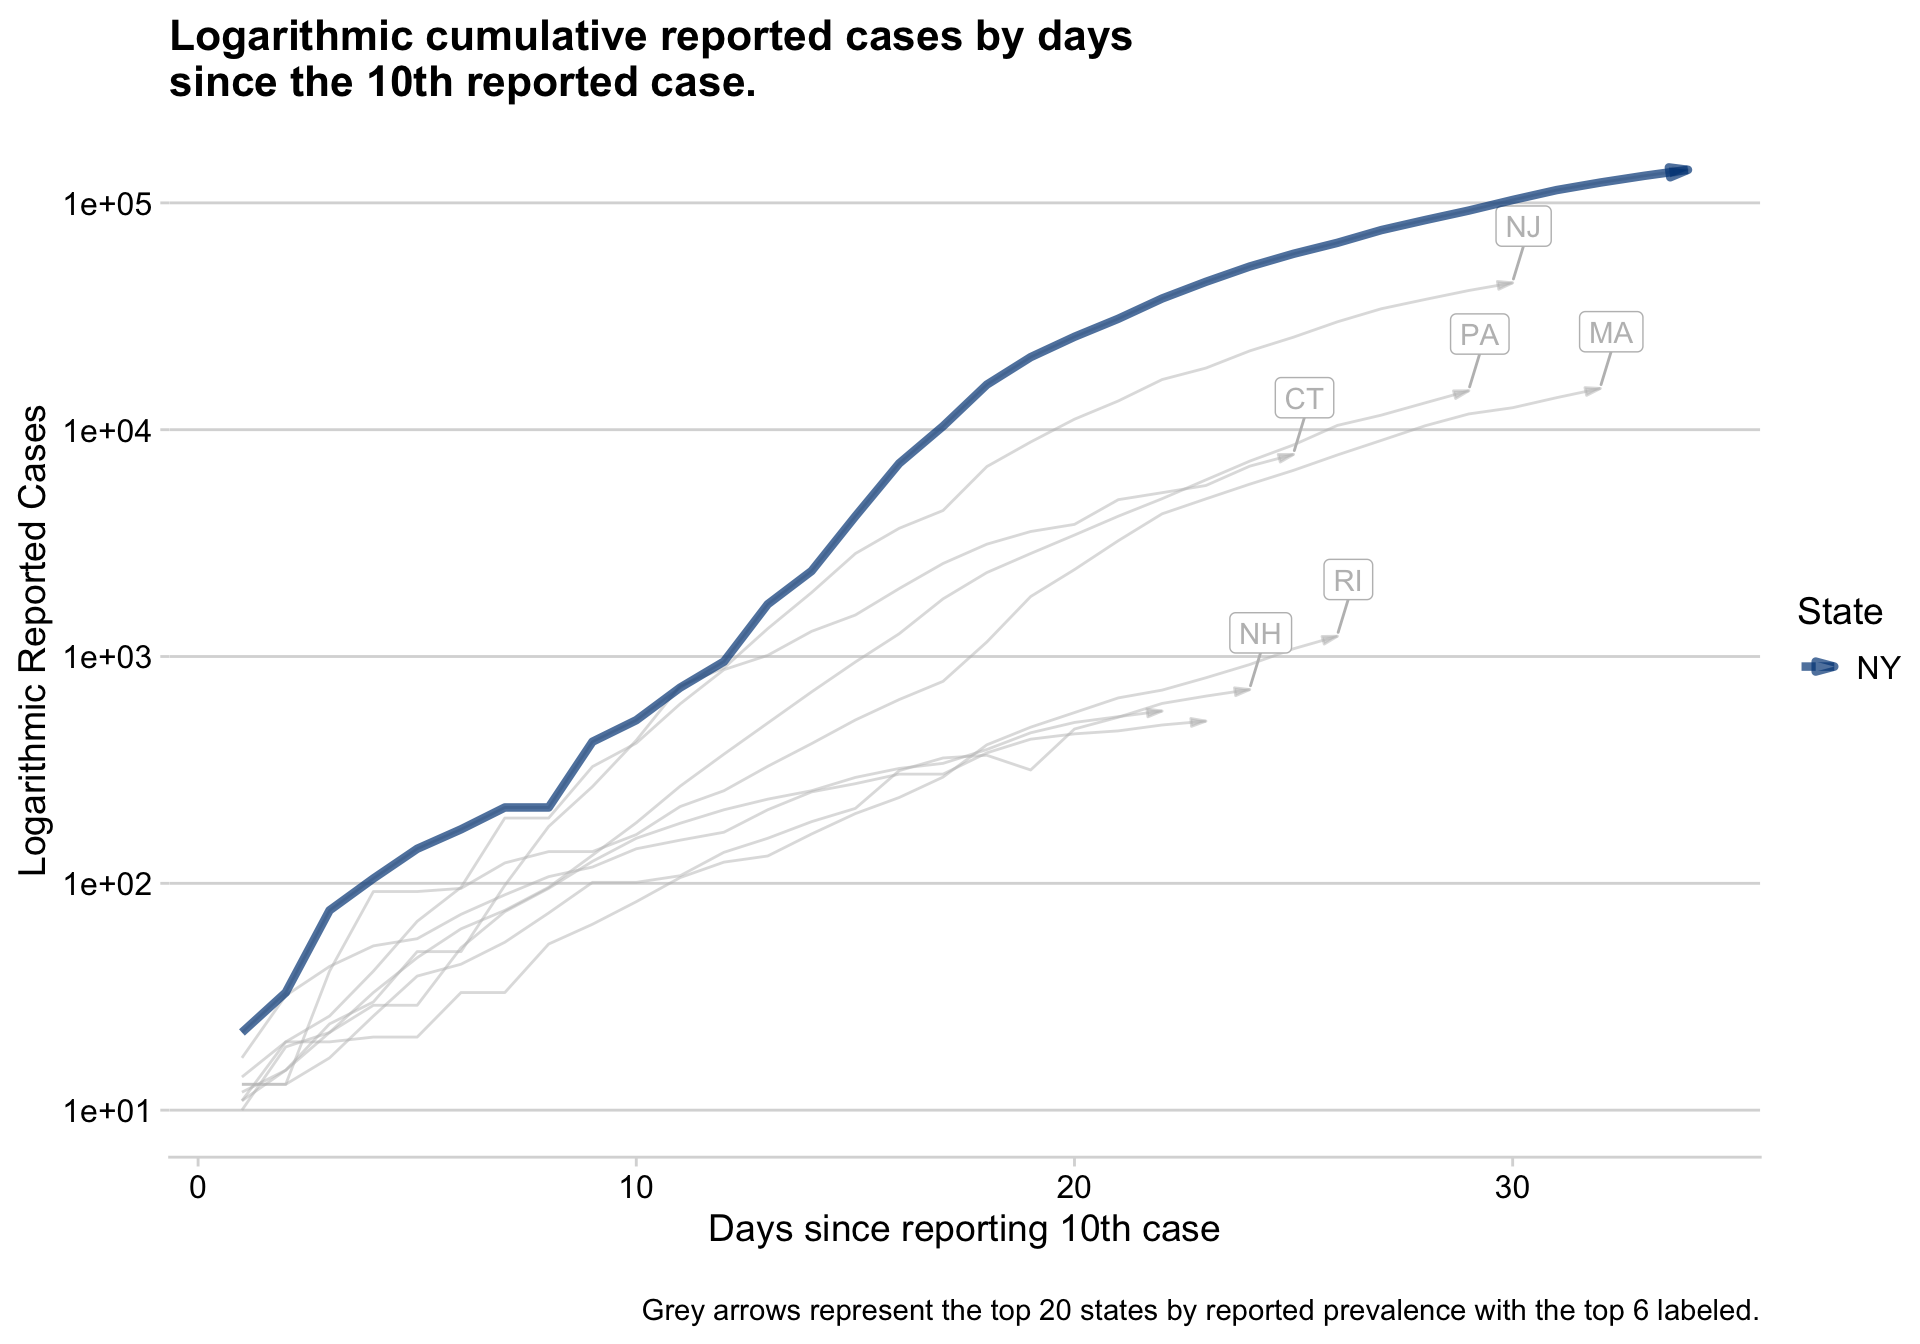 Logarithmic cumulative reported cases by days
since the 10th reported case.
Logarithmic Reported Cases
1e+05
1e+04
1e+03
1e+02
1e+01
NJ
PA
MA
CT
RI
NH
State
NY
0
10
20
30
Days since reporting 10th case
Grey arrows represent the top 20 states by reported prevalence with the top 6 labeled.